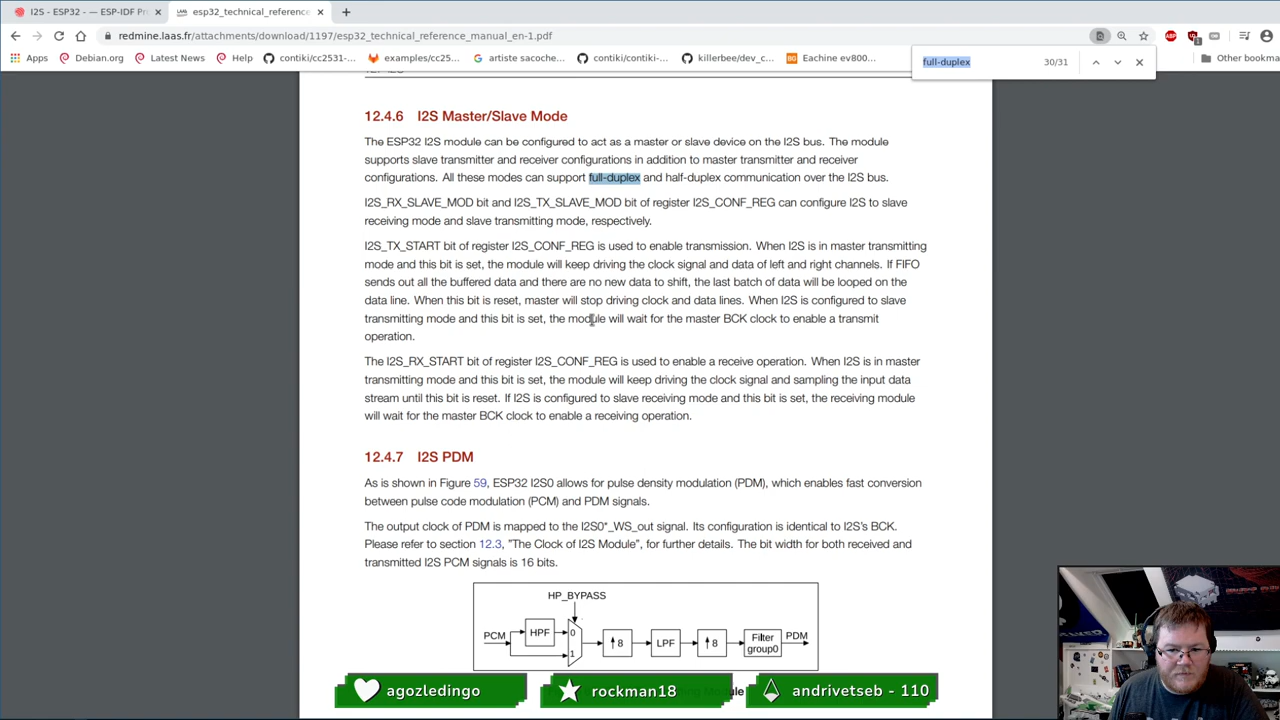 I2S - ESP32 - — ESP-IDF Pr
esp32_technical_reference
redmine.laas.fr/attachments/download/1197/esp32_technical_reference_manual_en-1.pdf
Apps
Debian.org
Help
contiki/cc2531-...
examples/cc25...
artiste sacoche...
contiki/contiki-...
killerbee/dev_c...
Eachine ev800...
Other bookma
full-duplex
30/31
12.4.6 I2S Master/Slave Mode
The ESP32 I2S module can be configured to act as a master or slave device on the I2S bus. The module
supports slave transmitter and receiver configurations in addition to master transmitter and receiver
configurations. All these modes can support full-duplex and half-duplex communication over the I2S bus.
I2S_RX_SLAVE_MOD bit and I2S_TX_SLAVE_MOD bit of register I2S_CONF_REG can configure I2S to slave
receiving mode and slave transmitting mode, respectively.
I2S_TX_START bit of register I2S_CONF_REG is used to enable transmission. When I2S is in master transmitting
mode and this bit is set, the module will keep driving the clock signal and data of left and right channels. If FIFO
sends out all the buffered data and there are no new data to shift, the last batch of data will be looped on the
data line. When this bit is reset, master will stop driving clock and data lines. When I2S is configured to slave
transmitting mode and this bit is set, the module will wait for the master BCK clock to enable a transmit
operation.
The I2S_RX_START bit of register I2S_CONF_REG is used to enable a receive operation. When I2S is in master
transmitting mode and this bit is set, the module will keep driving the clock signal and sampling the input data
stream until this bit is reset. If I2S is configured to slave receiving mode and this bit is set, the receiving module
will wait for the master BCK clock to enable a receiving operation.
12.4.7 I2S PDM
As is shown in Figure 59, ESP32 I2S0 allows for pulse density modulation (PDM), which enables fast conversion
between pulse code modulation (PCM) and PDM signals.
The output clock of PDM is mapped to the I2S0*_WS_out signal. Its configuration is identical to I2S's BCK.
Please refer to section 12.3, "The Clock of I2S Module", for further details. The bit width for both received and
transmitted I2S PCM signals is 16 bits.
HP_BYPASS
PCM
HPF
0
1
↑8
LPF
↑8
Filter
group0
PDM
Module
agozledingo
rockman18
andrivetseb - 110